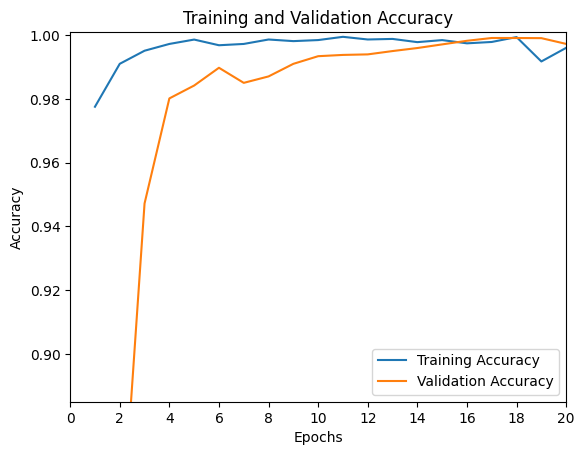 Training and Validation Accuracy
1.00
0.98
0.96
0.94
0.92
0.90
Accuracy
0 2 4 6 8 10 12 14 16 18 20
Epochs
Training Accuracy
Validation Accuracy